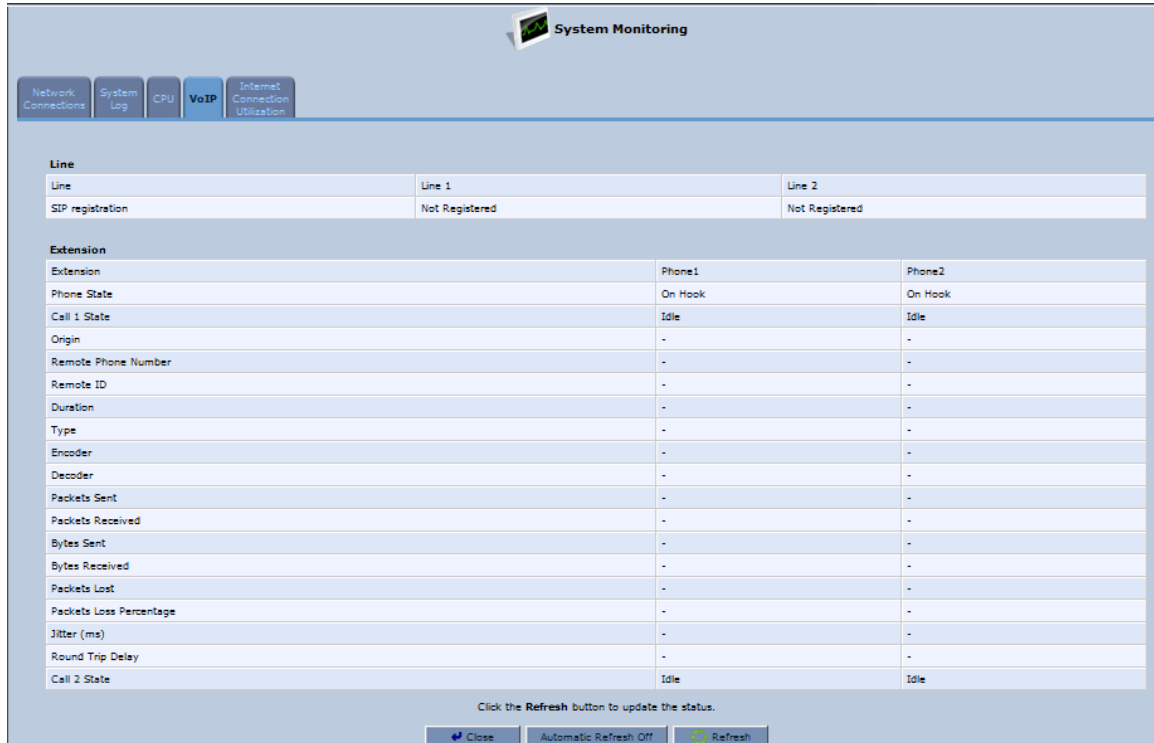 System Monitoring
Network Connections
System Log
CPU
VoIP
Internet Connection Utilization
Line
Line Line 1 Line 2
SIP registration Not Registered Not Registered
Extension
Extension Phone1 Phone2
Phone State On Hook On Hook
Call 1 State Idle Idle
Origin - -
Remote Phone Number - -
Remote ID - -
Duration - -
Type - -
Encoder - -
Decoder - -
Packets Sent - -
Packets Received - -
Bytes Sent - -
Bytes Received - -
Packets Lost - -
Packets Loss Percentage - -
Jitter (ms) - -
Round Trip Delay - -
Call 2 State Idle Idle
Click the Refresh button to update the status.
Close Automatic Refresh Off Refresh